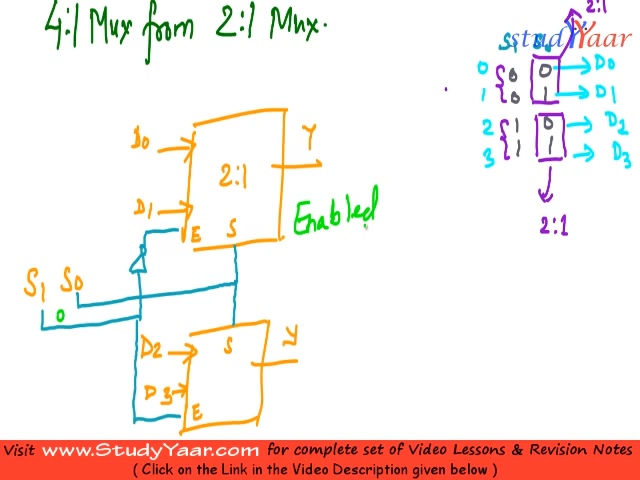 4:1 Mux from 2:1 Mux.
2:1
studYYaar
S1 S0
0 0 0 D0
1 0 1 D1
2 1 0 D2
3 1 1 D3
2:1
D0
Y
2:1
D1
E S
Enabled
S1 S0
0
D2 S Y
D3
E
Visit www.StudyYaar.com for complete set of Video Lessons & Revision Notes
( Click on the Link in the Video Description given below )